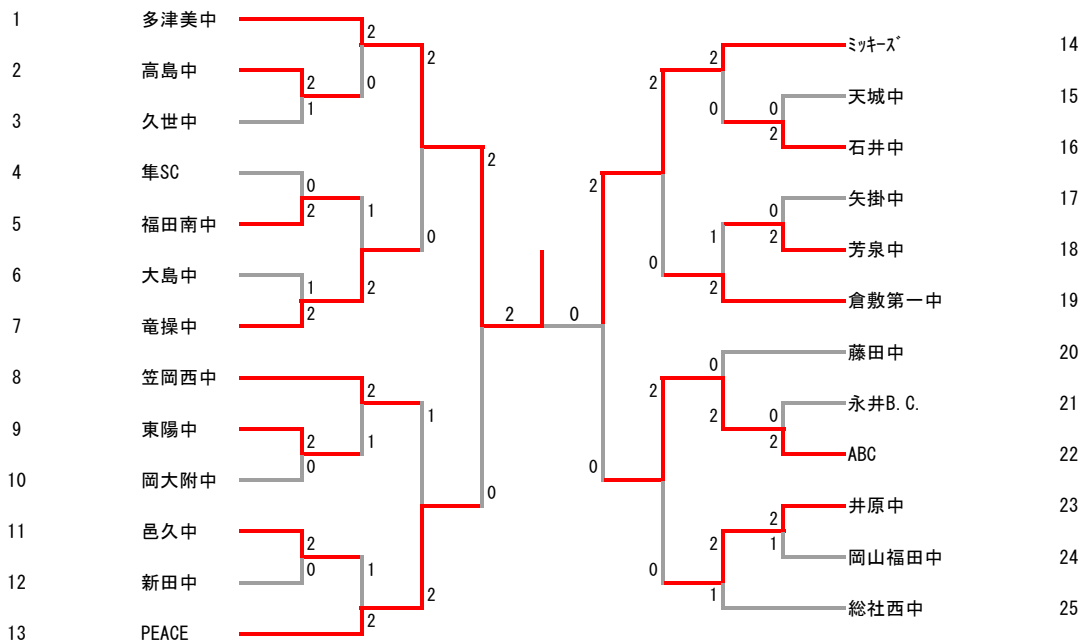 1 多津美中
2 高島中
3 久世中
4 隼SC
5 福田南中
6 大島中
7 竜操中
8 笠岡西中
9 東陽中
10 岡大附中
11 邑久中
12 新田中
13 PEACE
2
0
2
1
0
2
1
2
1
2
2
0
2
1
2
0
2
0
1
2
1
2
2
0
2 0
2
0
2
0
2
0
2
0
0
2
1
2
0
2
0
2
0
2
2
1
2
1
ミッキーズ 14
天城中 15
石井中 16
矢掛中 17
芳泉中 18
倉敷第一中 19
藤田中 20
永井B.C. 21
ABC 22
井原中 23
岡山福田中 24
総社西中 25